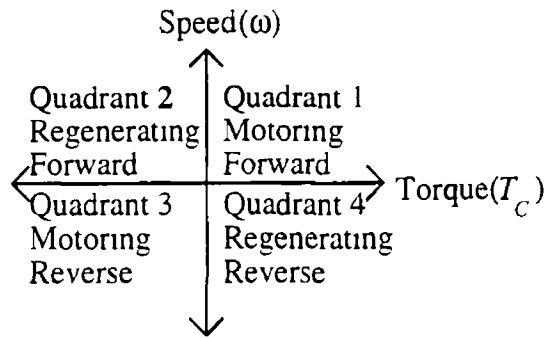 Speed(ω)
Quadrant 2
Regenerating
Forward
Quadrant 1
Motoring
Forward
Torque(T_C)
Quadrant 3
Motoring
Reverse
Quadrant 4
Regenerating
Reverse